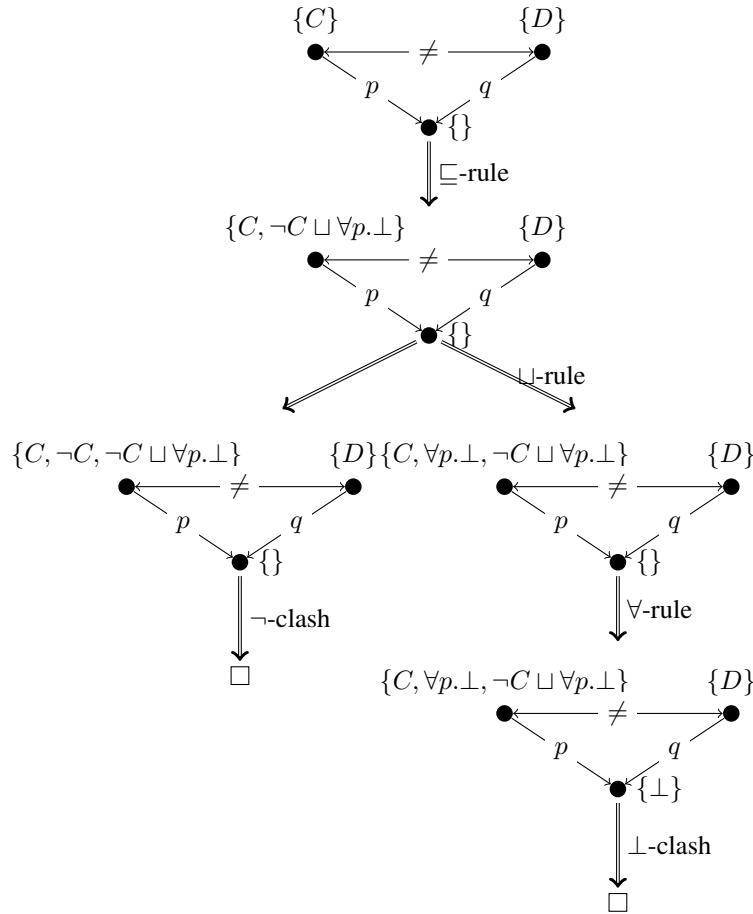 {C} {D}
≠
p q
{}
⊑-rule
{C, ¬C ⊔ ∀p.⊥} {D}
≠
p q
{}
⊔-rule
{C, ¬C, ¬C ⊔ ∀p.⊥} {D} {C, ∀p.⊥, ¬C ⊔ ∀p.⊥} {D}
≠ ≠
p q p q
{} {}
¬-clash ∀-rule
□ {C, ∀p.⊥, ¬C ⊔ ∀p.⊥} {D}
≠
p q
{⊥}
⊥-clash
□